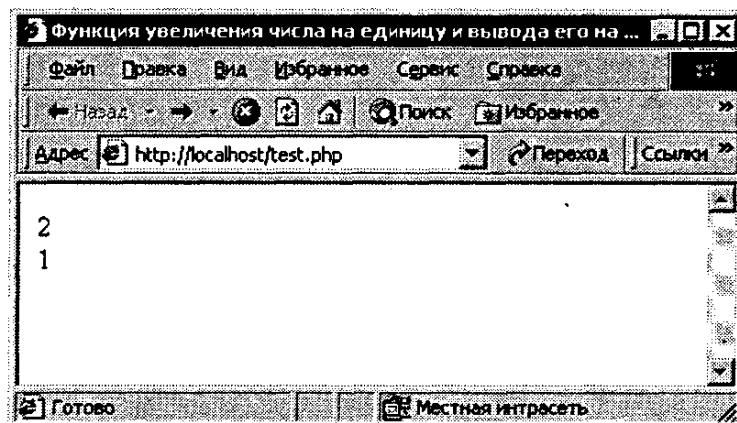 Функция увеличения числа на единицу и вывода его на ...
Файл Правка Вид Избранное Сервис Справка
Назад Поиск Избранное »
Адрес http://localhost/test.php Переход Ссылки »
2
1
Готово Местная интрасеть